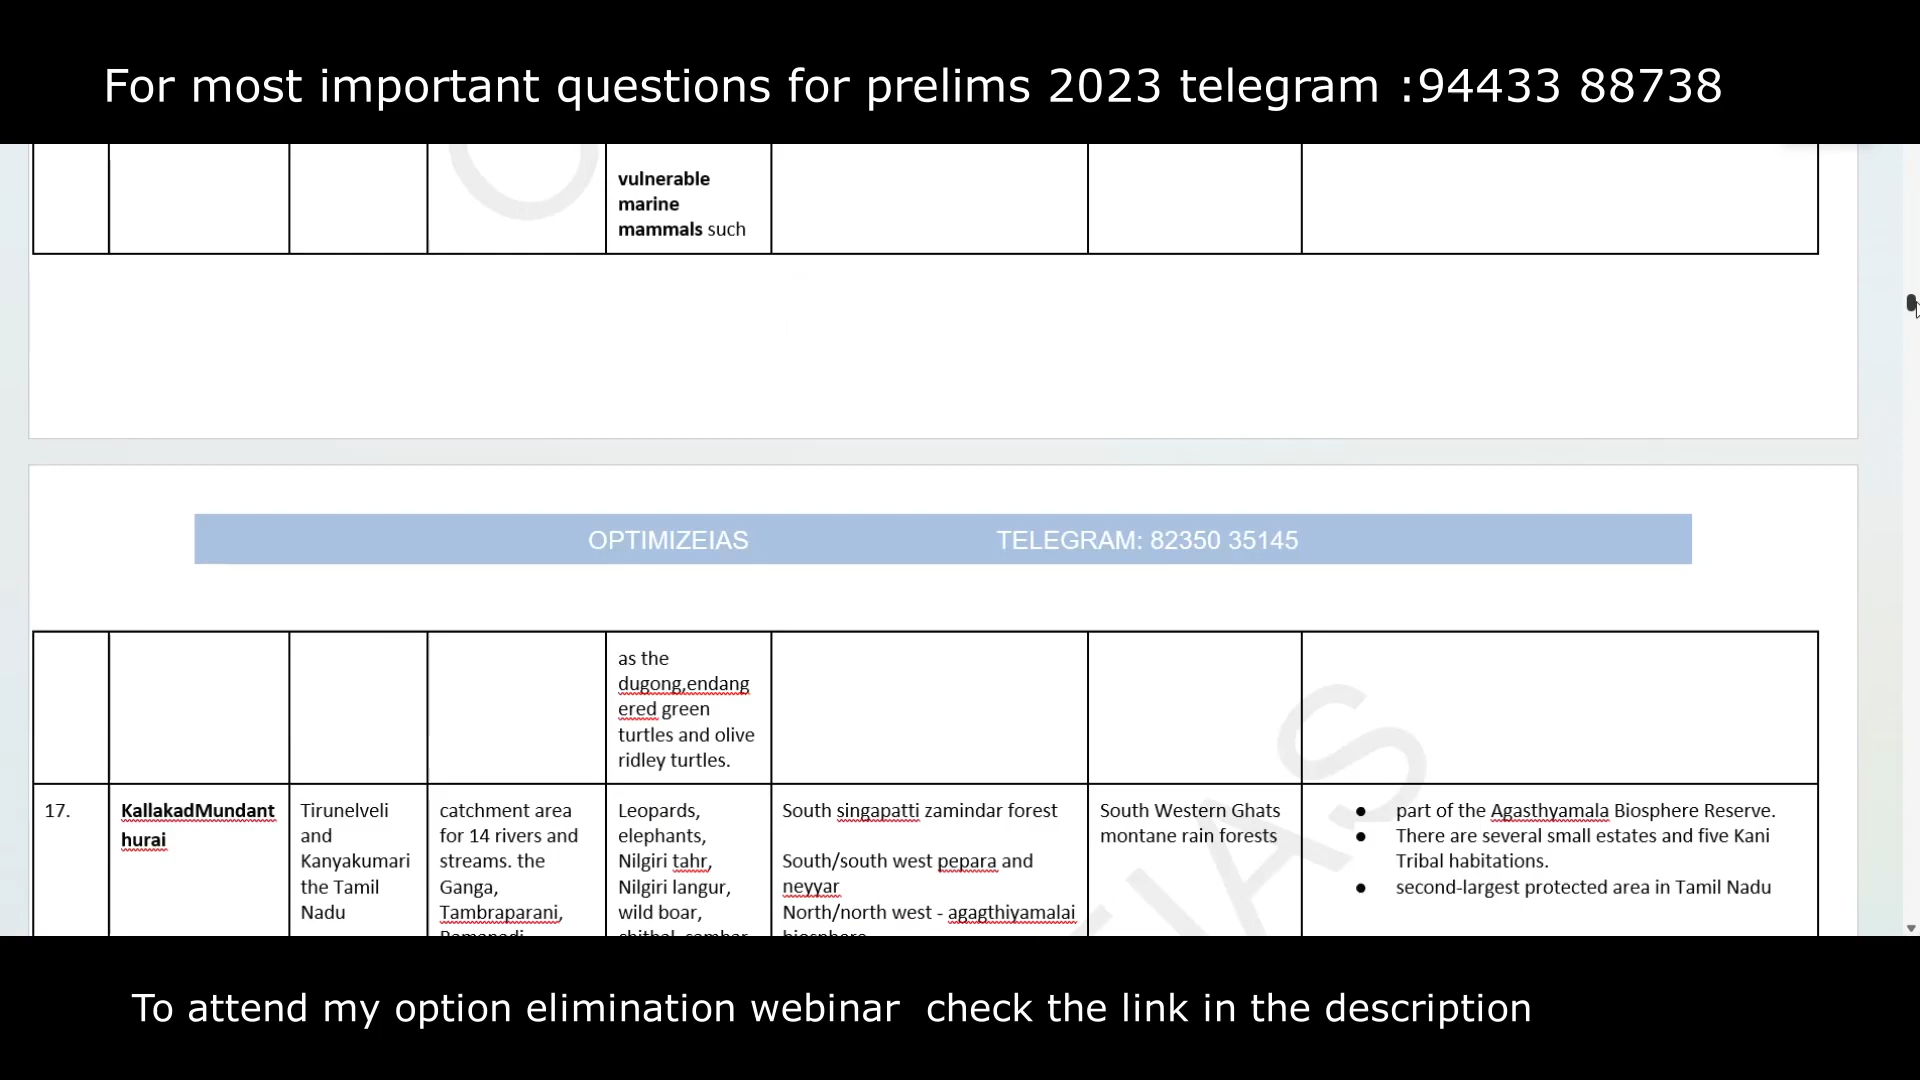 For most important questions for prelims 2023 telegram :94433 88738
vulnerable
marine
mammals such
OPTIMIZEIAS TELEGRAM: 82350 35145
as the
dugong,endang
ered green
turtles and olive
ridley turtles.
17.
KallakadMundant
hurai
Tirunelveli
and
Kanyakumari
the Tamil
Nadu
catchment area
for 14 rivers and
streams. the
Ganga,
Tambraparani,
Leopards,
elephants,
Nilgiri tahr,
Nilgiri langur,
wild boar,
South singapatti zamindar forest
South/south west pepara and
neyyar
North/north west - agagthiyamalai
South Western Ghats
montane rain forests
● part of the Agasthyamala Biosphere Reserve.
● There are several small estates and five Kani
Tribal habitations.
● second-largest protected area in Tamil Nadu
IAS
To attend my option elimination webinar check the link in the description